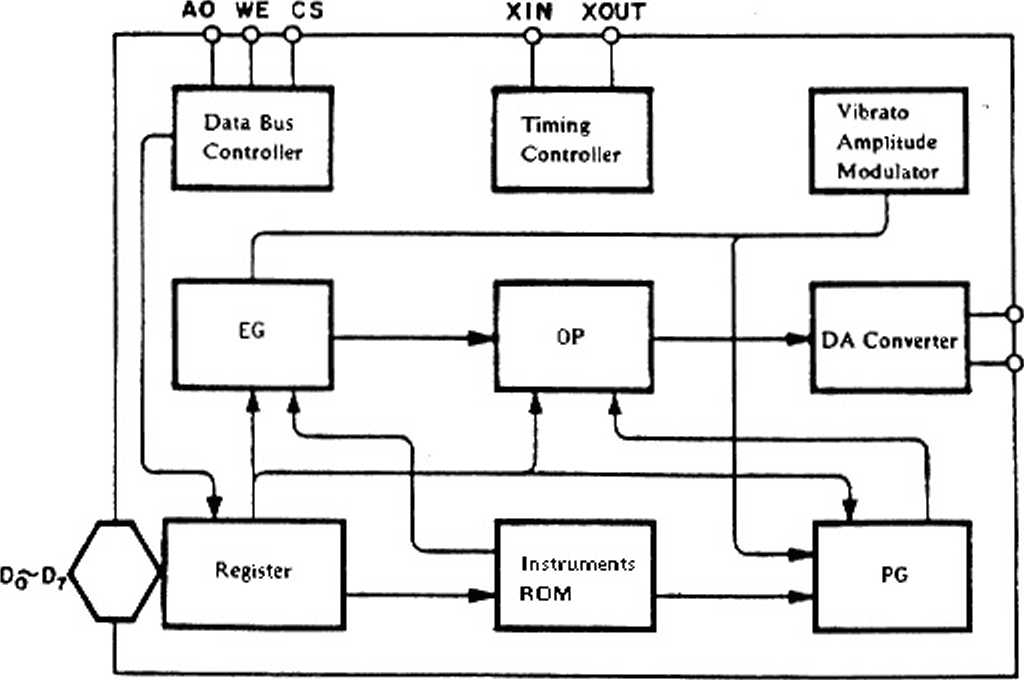 AO WE CS XIN XOUT
Data Bus
Controller
Timing
Controller
Vibrato
Amplitude
Modulator
EG
OP
DA Converter
D0~D7
Register
Instruments
ROM
PG